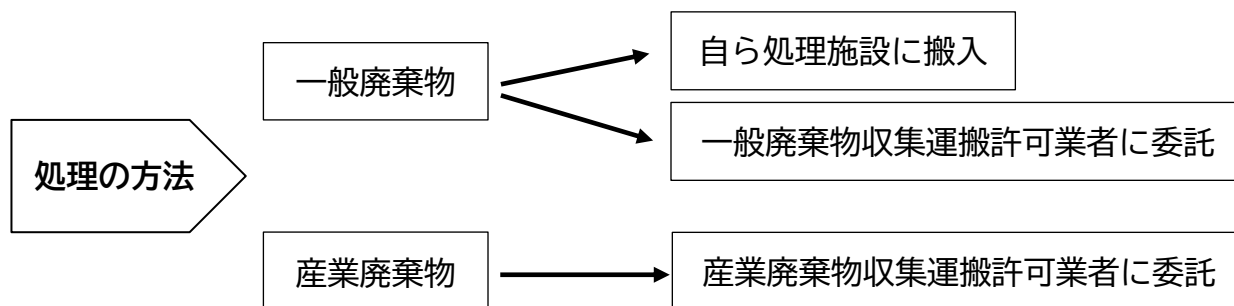 処理の方法
一般廃棄物
自ら処理施設に搬入
一般廃棄物収集運搬許可業者に委託
産業廃棄物
産業廃棄物収集運搬許可業者に委託